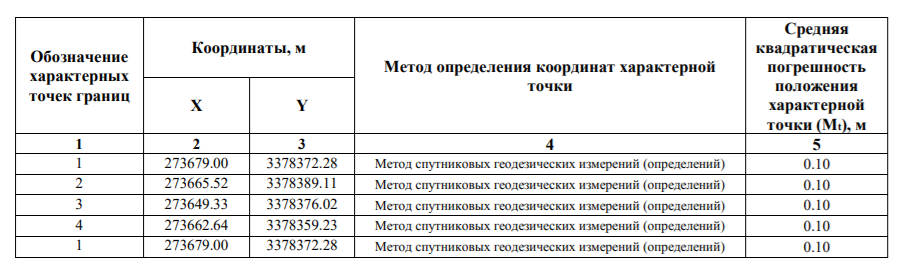 Обозначение
характерных
точек границ
Координаты, м
X
Y
Метод определения координат характерной
точки
Средняя
квадратическая
погрешность
положения
характерной
точки (Mt), м
1 2 3 4 5
1 273679.00 3378372.28 Метод спутниковых геодезических измерений (определений) 0.10
2 273665.52 3378389.11 Метод спутниковых геодезических измерений (определений) 0.10
3 273649.33 3378376.02 Метод спутниковых геодезических измерений (определений) 0.10
4 273662.64 3378359.23 Метод спутниковых геодезических измерений (определений) 0.10
1 273679.00 3378372.28 Метод спутниковых геодезических измерений (определений) 0.10